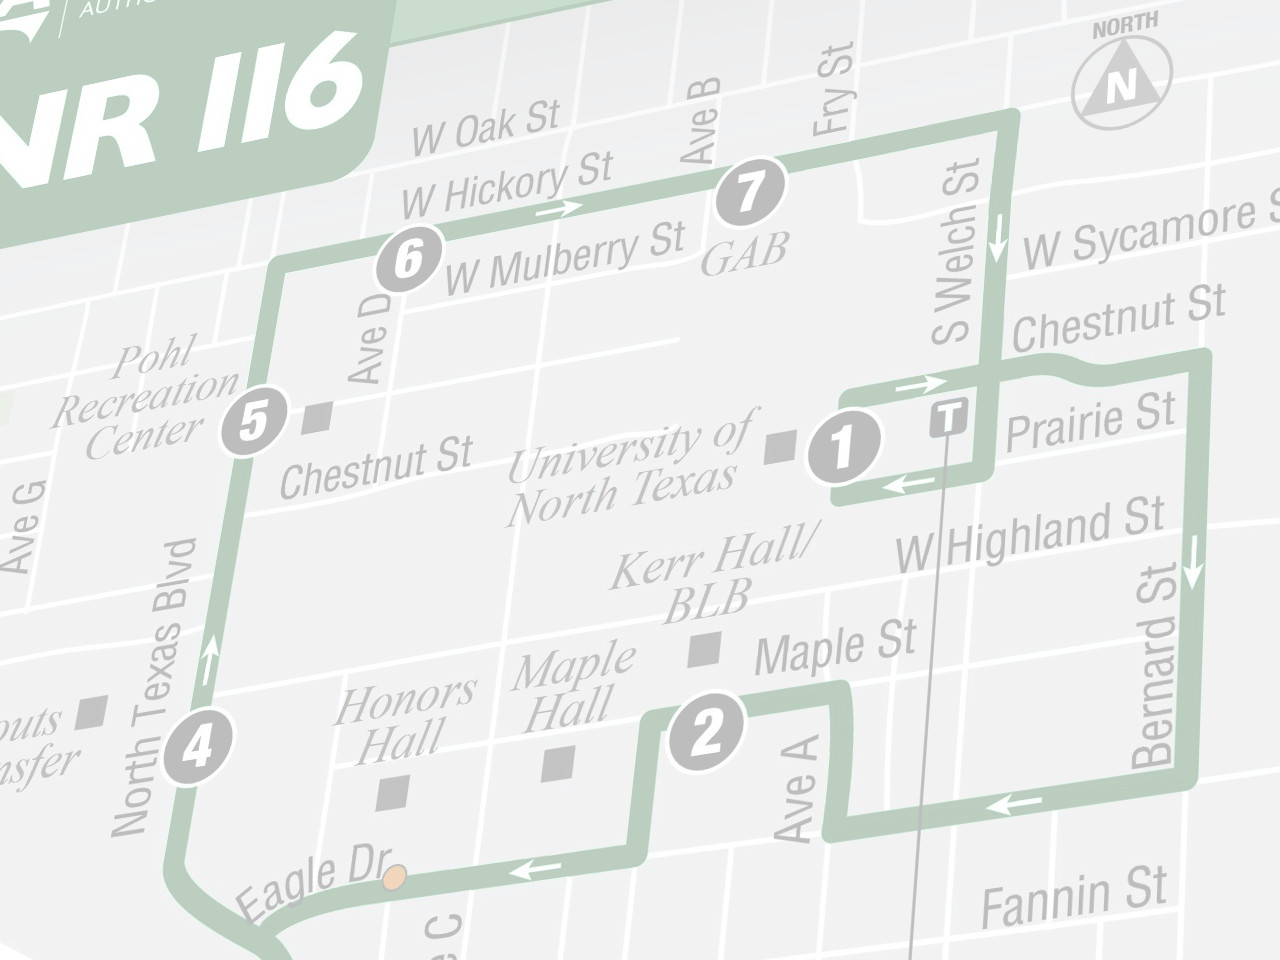 NR 116
NORTH
N
W Oak St
Ave B
Fry St
W Hickory St
7
S Welch St
W Sycamore
6
W Mulberry St
GAB
Ave D
Chestnut St
Pohl
Recreation
Center
5
T
Prairie St
University of
North Texas
1
Chestnut St
Ave G
Kerr Hall/
BLB
W Highland St
North Texas Blvd
Maple St
Bernard St
Maple
Hall
Honors
Hall
4
2
Ave A
Eagle Dr
Fannin St
C